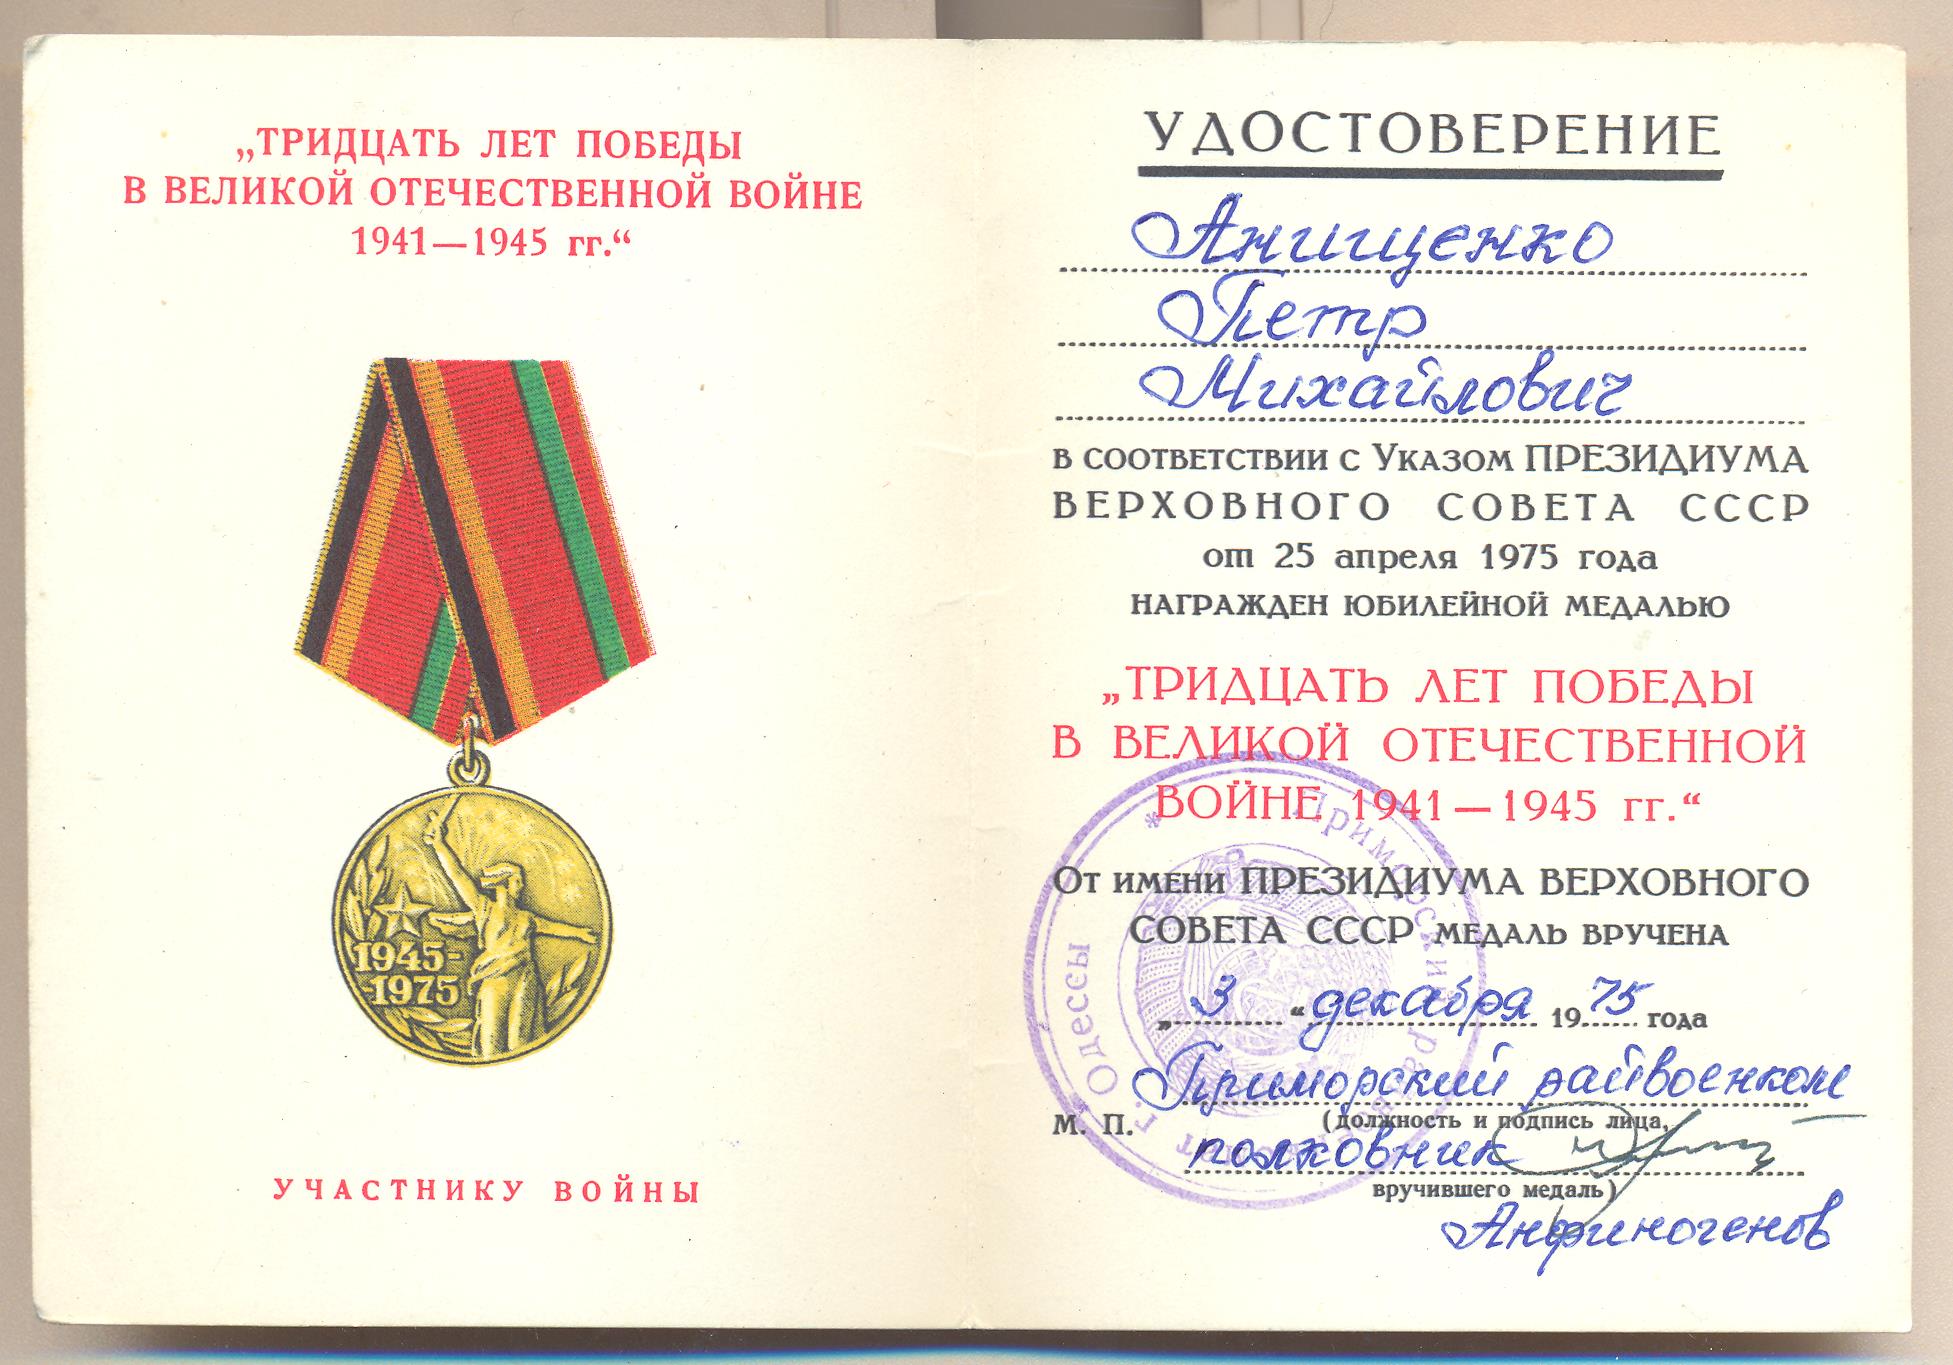 „ТРИДЦАТЬ ЛЕТ ПОБЕДЫ
В ВЕЛИКОЙ ОТЕЧЕСТВЕННОЙ ВОЙНЕ
1941—1945 гг.“
1945-
-1975
УЧАСТНИКУ ВОЙНЫ
УДОСТОВЕРЕНИЕ
Анищенко
Петр
Михайлович
в соответствии с Указом ПРЕЗИДИУМА
ВЕРХОВНОГО СОВЕТА СССР
от 25 апреля 1975 года
НАГРАЖДЕН ЮБИЛЕЙНОЙ МЕДАЛЬЮ
„ТРИДЦАТЬ ЛЕТ ПОБЕДЫ
В ВЕЛИКОЙ ОТЕЧЕСТВЕННОЙ
ВОЙНЕ 1941—1945 гг.“
От имени ПРЕЗИДИУМА ВЕРХОВНОГО
СОВЕТА СССР МЕДАЛЬ ВРУЧЕНА
„3“ декабря 1975 года
Приморский райвоенком
М. П. (должность и подпись лица,
полковник
вручившего медаль)
Анфиногенов
* Приморский
г. Одессы